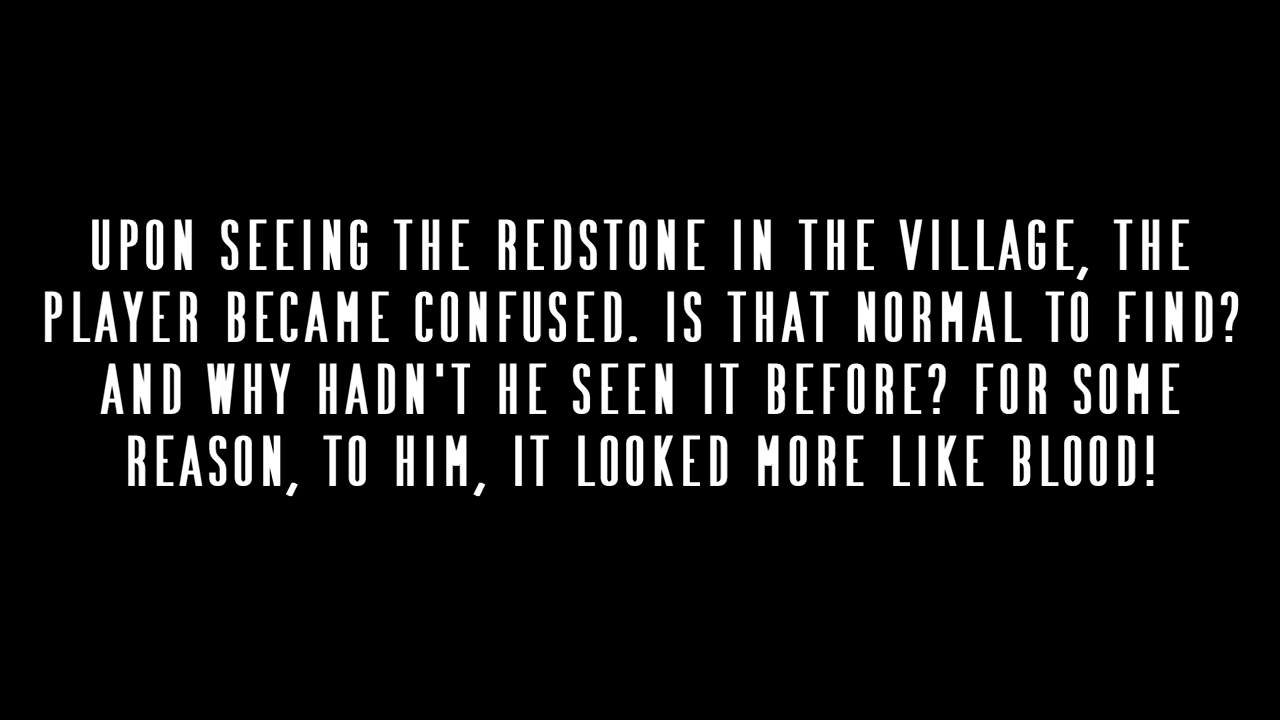 UPON SEEING THE REDSTONE IN THE VILLAGE, THE
PLAYER BECAME CONFUSED. IS THAT NORMAL TO FIND?
AND WHY HADN'T HE SEEN IT BEFORE? FOR SOME
REASON, TO HIM, IT LOOKED MORE LIKE BLOOD!